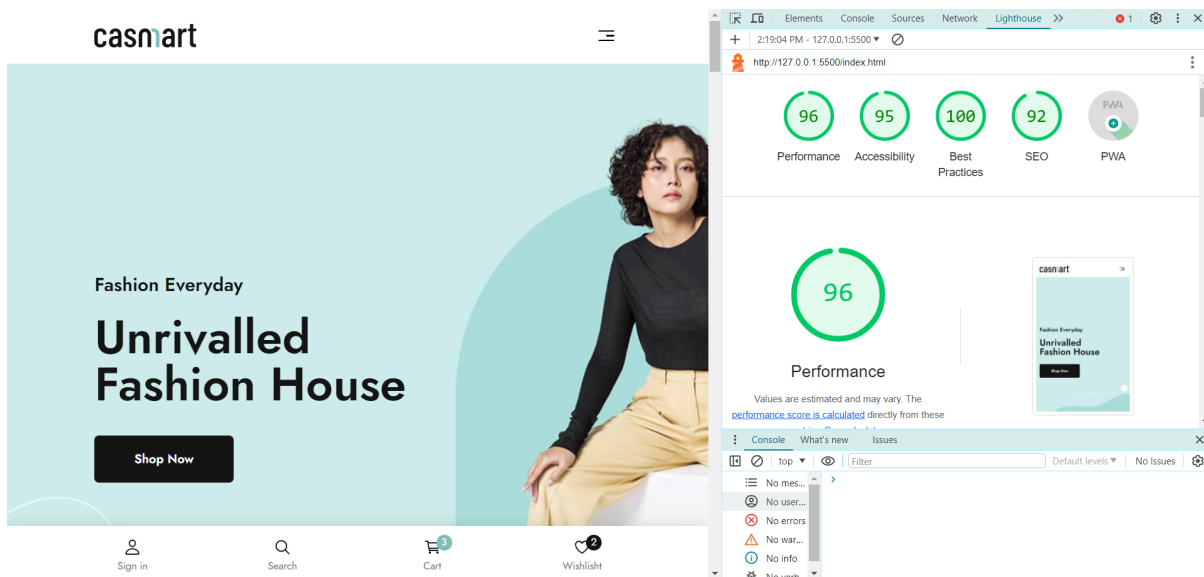 casmart
Fashion Everyday
Unrivalled
Fashion House
Shop Now
Sign in
Search
3
Cart
2
Wishlisht
Elements Console Sources Network Lighthouse 1
2:19:04 PM - 127.0.0.1:5500
http://127.0.0.1:5500/index.html
96 95 100 92 PWA
Performance Accessibility Best Practices SEO PWA
96
Performance
Values are estimated and may vary. The
performance score is calculated directly from these
casmart
Fashion Everyday
Unrivalled
Fashion House
Shop Now
Console What's new Issues
top Filter Default levels No Issues
No mes...
No user...
No errors
No war...
No info